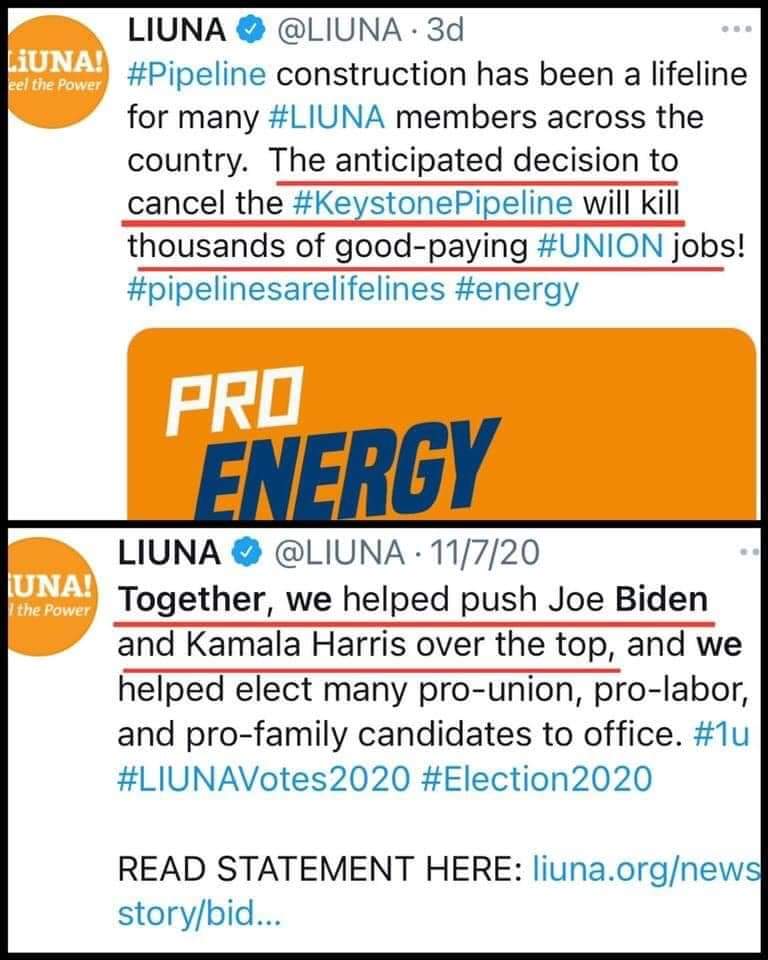 LIUNA @LIUNA · 3d
LiUNA!
eel the Power
#Pipeline construction has been a lifeline
for many #LIUNA members across the
country. The anticipated decision to
cancel the #KeystonePipeline will kill
thousands of good-paying #UNION jobs!
#pipelinesarelifelines #energy
PRO
ENERGY
LIUNA @LIUNA · 11/7/20
iUNA!
l the Power
Together, we helped push Joe Biden
and Kamala Harris over the top, and we
helped elect many pro-union, pro-labor,
and pro-family candidates to office. #1u
#LIUNAVotes2020 #Election2020
READ STATEMENT HERE: liuna.org/news
story/bid...